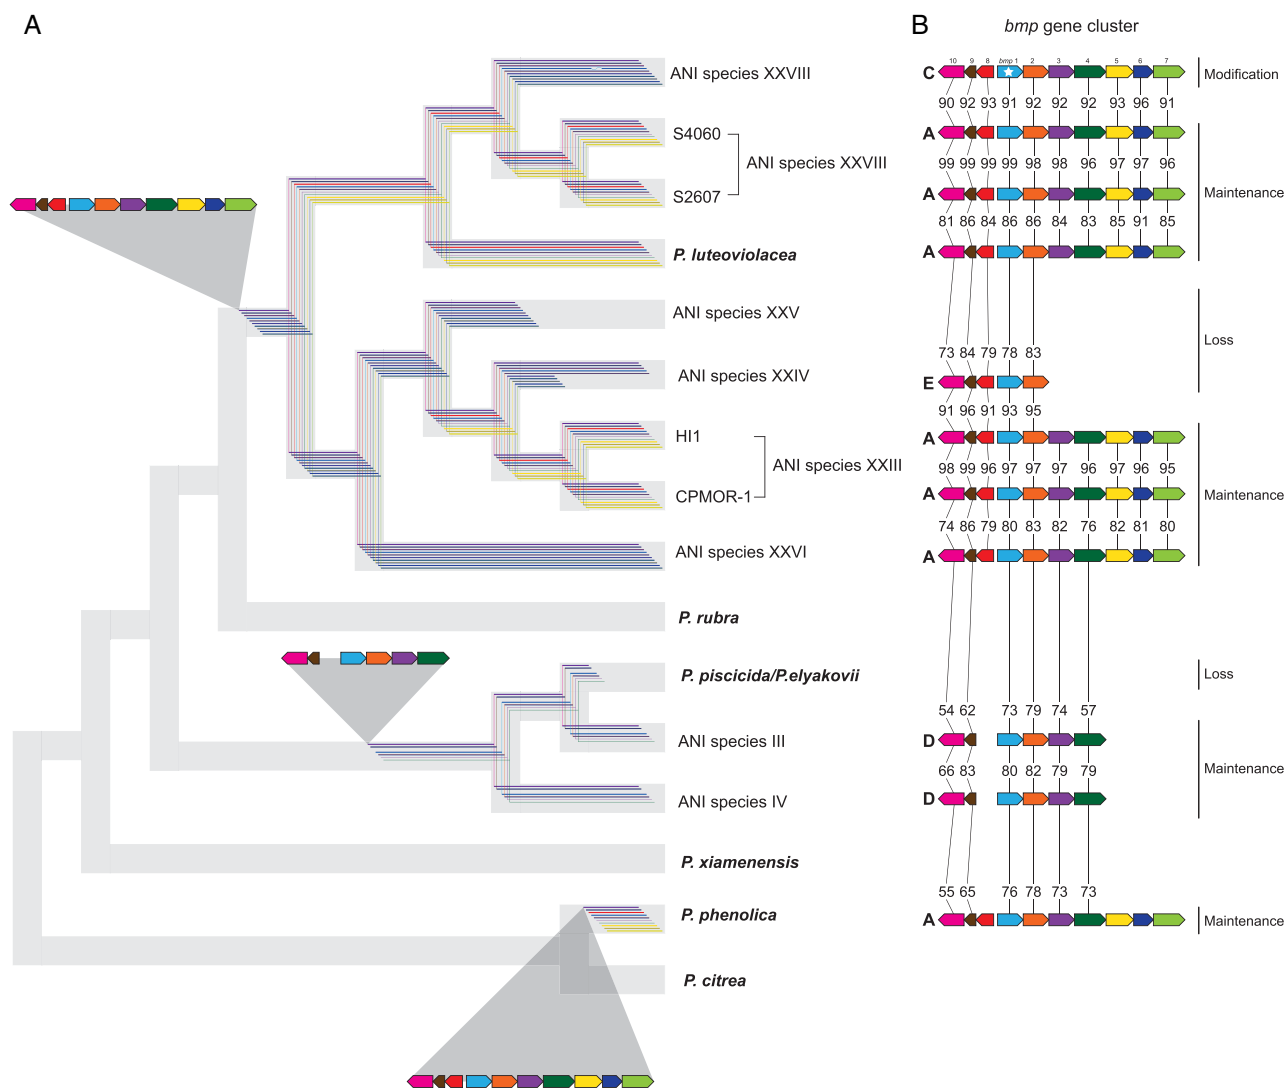 A
B
bmp gene cluster
10 9 8 bmp 1 2 3 4 5 6 7
C
Modification
ANI species XXVIII
90 92 93 91 92 92 92 93 96 91
S4060
A
99 99 99 99 98 98 96 97 97 96
ANI species XXVIII
S2607
A
Maintenance
81 86 84 86 86 84 83 85 91 85
P. luteoviolacea
A
ANI species XXV
Loss
73 84 79 78 83
ANI species XXIV
E
91 96 91 93 95
HI1
A
98 99 96 97 97 97 96 97 96 95
ANI species XXIII
CPMOR-1
A
Maintenance
74 86 79 80 83 82 76 82 81 80
ANI species XXVI
A
P. rubra
P. piscicida/P.elyakovii
Loss
54 62 73 79 74 57
ANI species III
D
66 83 80 82 79 79
Maintenance
ANI species IV
D
P. xiamenensis
55 65 76 78 73 73
P. phenolica
A
Maintenance
P. citrea